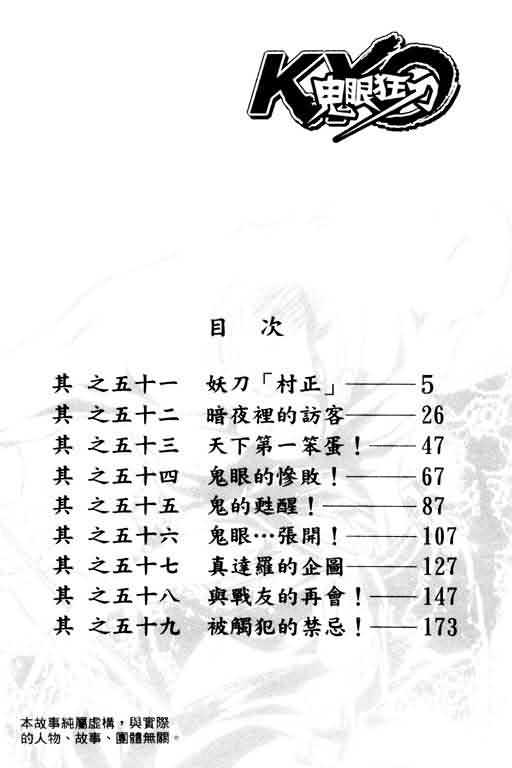 KYO
鬼眼狂刀
目 次
其 之五十一 妖刀「村正」——— 5
其 之五十二 暗夜裡的訪客——— 26
其 之五十三 天下第一笨蛋！—— 47
其 之五十四 鬼眼的慘敗！——— 67
其 之五十五 鬼的甦醒！———— 87
其 之五十六 鬼眼…張開！——— 107
其 之五十七 真達羅的企圖——— 127
其 之五十八 與戰友的再會！—— 147
其 之五十九 被觸犯的禁忌！—— 173
本故事純屬虛構，與實際
的人物、故事、團體無關。